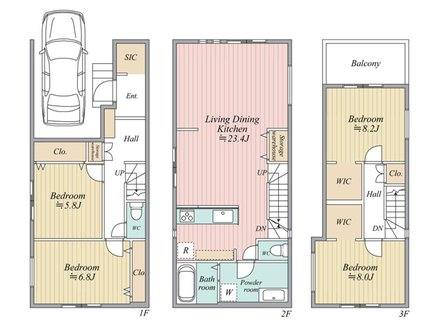 SIC
Ent.
Hall
Clo.
Storage
warehouse
UP
Bedroom
≒5.8J
WC
Bedroom
≒6.8J
Clo
1F
Living Dining
Kitchen
≒23.4J
Storage
warehouse
UP
DN
R
WC
Bath
room
Powder
room
W
2F
Balcony
Bedroom
≒8.2J
WIC
Clo.
Hall
WIC
DN
Bedroom
≒8.0J
3F